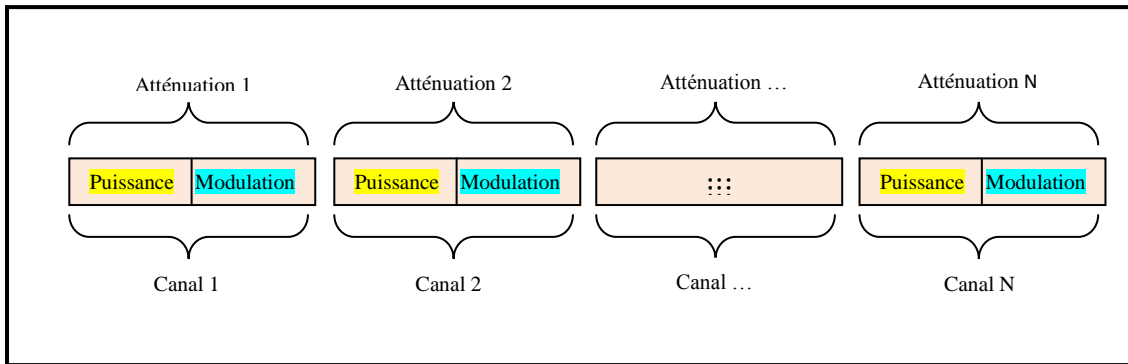 Atténuation 1 Atténuation 2 Atténuation … Atténuation N
Puissance Modulation Puissance Modulation Puissance Modulation
Canal 1 Canal 2 Canal … Canal N